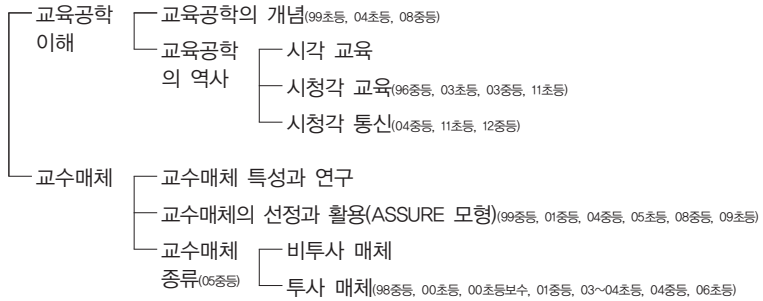 교육공학 이해
교육공학의 개념(99초등, 04초등, 08중등)
교육공학의 역사
시각 교육
시청각 교육(96중등, 03초등, 03중등, 11초등)
시청각 통신(04중등, 11초등, 12중등)
교수매체
교수매체 특성과 연구
교수매체의 선정과 활용(ASSURE 모형)(99중등, 01중등, 04중등, 05초등, 08중등, 09초등)
교수매체 종류(05중등)
비투사 매체
투사 매체(98중등, 00초등, 00초등보수, 01중등, 03~04초등, 04중등, 06초등)